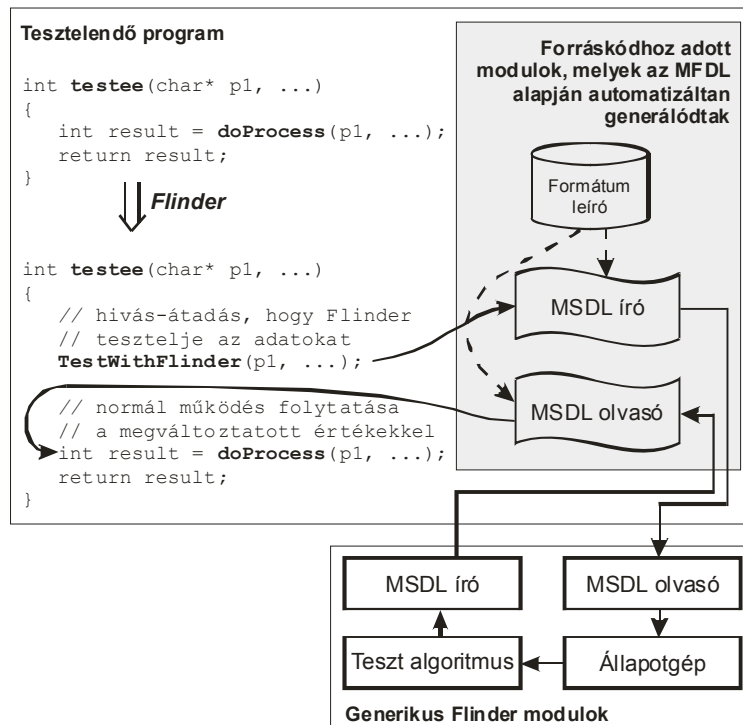 Tesztelendő program
int testee(char* p1, ...)
{
int result = doProcess(p1, ...);
return result;
}
Flinder
int testee(char* p1, ...)
{
// hívás-átadás, hogy Flinder
// tesztelje az adatokat
TestWithFlinder(p1, ...);
// normál működés folytatása
// a megváltoztatott értékekkel
int result = doProcess(p1, ...);
return result;
}
Forráskódhoz adott
modulok, melyek az MFDL
alapján automatizáltan
generálódtak
Formátum
leíró
MSDL író
MSDL olvasó
MSDL író
MSDL olvasó
Teszt algoritmus
Állapotgép
Generikus Flinder modulok